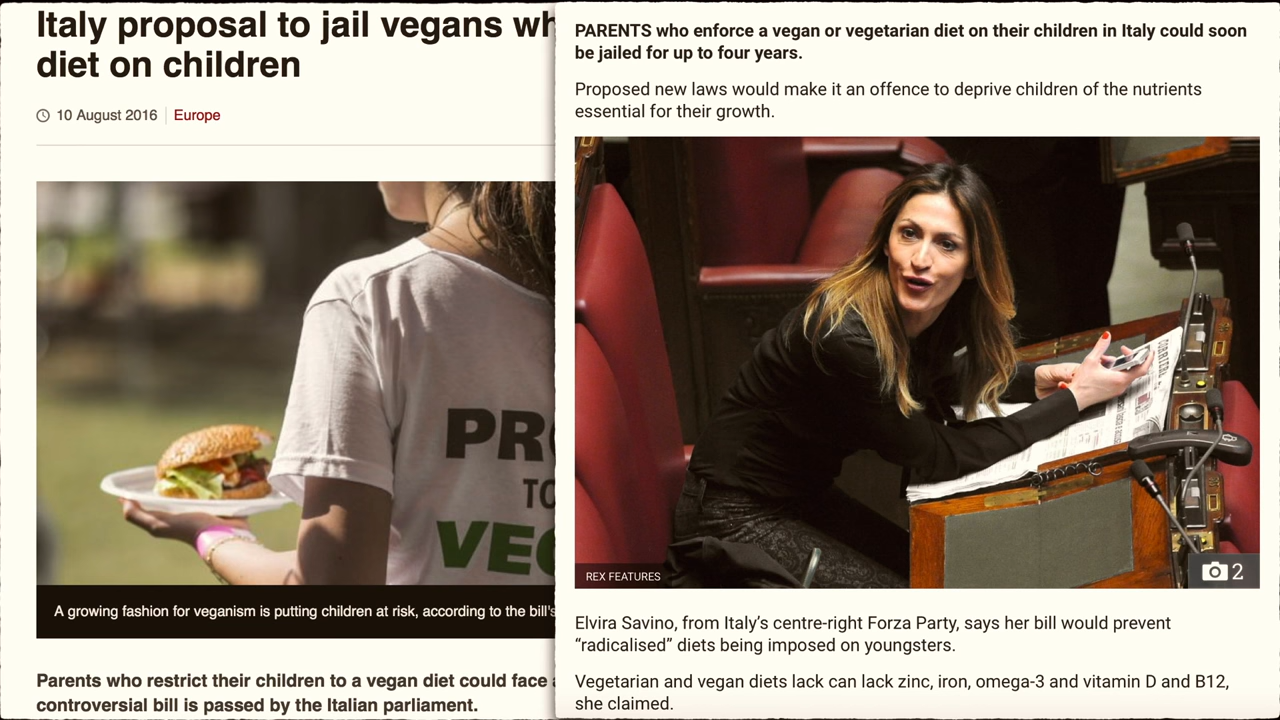 Italy proposal to jail vegans wh
diet on children
10 August 2016 Europe
PRO
TO
VEG
A growing fashion for veganism is putting children at risk, according to the bill's
Parents who restrict their children to a vegan diet could face a
controversial bill is passed by the Italian parliament.
PARENTS who enforce a vegan or vegetarian diet on their children in Italy could soon
be jailed for up to four years.
Proposed new laws would make it an offence to deprive children of the nutrients
essential for their growth.
REX FEATURES
2
Elvira Savino, from Italy’s centre-right Forza Party, says her bill would prevent
“radicalised” diets being imposed on youngsters.
Vegetarian and vegan diets lack can lack zinc, iron, omega-3 and vitamin D and B12,
she claimed.